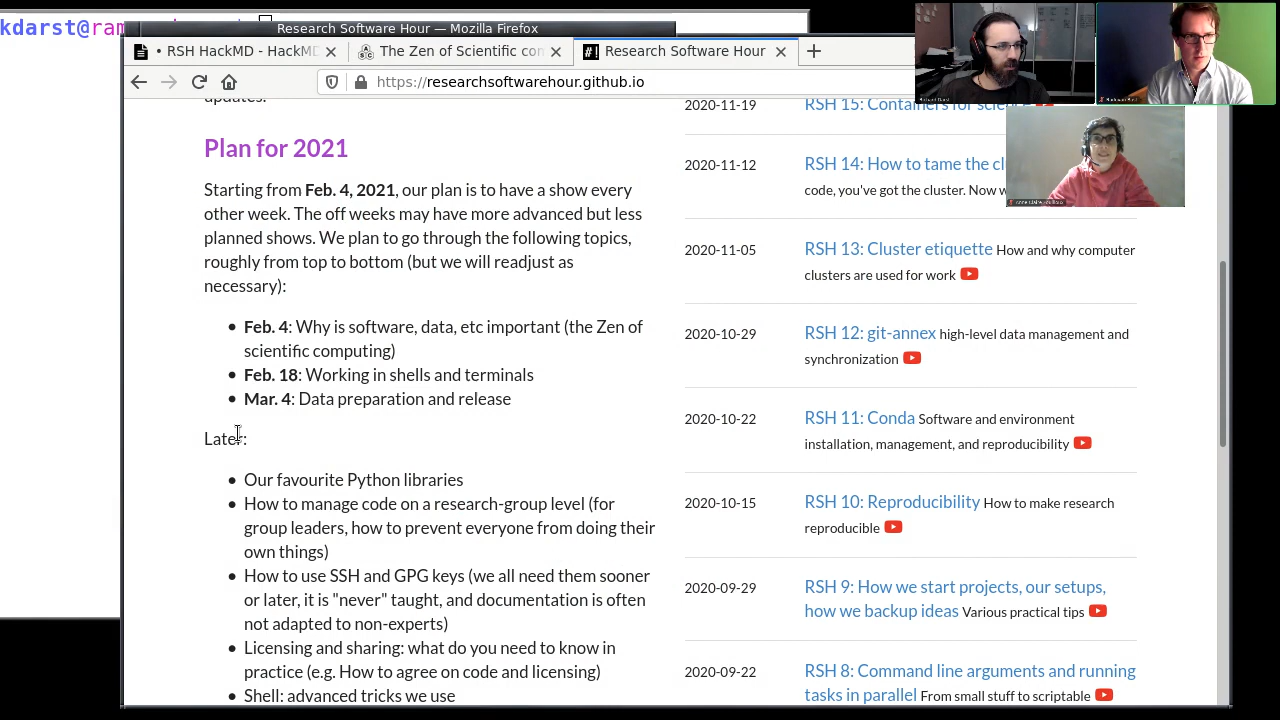 kdarst@ram
Research Software Hour — Mozilla Firefox
• RSH HackMD - HackMD
The Zen of Scientific con
Research Software Hour
https://researchsoftwarehour.github.io
updates.
Plan for 2021
Starting from Feb. 4, 2021, our plan is to have a show every
other week. The off weeks may have more advanced but less
planned shows. We plan to go through the following topics,
roughly from top to bottom (but we will readjust as
necessary):
• Feb. 4: Why is software, data, etc important (the Zen of
scientific computing)
• Feb. 18: Working in shells and terminals
• Mar. 4: Data preparation and release
Later:
• Our favourite Python libraries
• How to manage code on a research-group level (for
group leaders, how to prevent everyone from doing their
own things)
• How to use SSH and GPG keys (we all need them sooner
or later, it is "never" taught, and documentation is often
not adapted to non-experts)
• Licensing and sharing: what do you need to know in
practice (e.g. How to agree on code and licensing)
• Shell: advanced tricks we use
2020-11-19 RSH 15: Containers for science
2020-11-12 RSH 14: How to tame the cl
code, you've got the cluster. Now w
2020-11-05 RSH 13: Cluster etiquette How and why computer
clusters are used for work
2020-10-29 RSH 12: git-annex high-level data management and
synchronization
2020-10-22 RSH 11: Conda Software and environment
installation, management, and reproducibility
2020-10-15 RSH 10: Reproducibility How to make research
reproducible
2020-09-29 RSH 9: How we start projects, our setups,
how we backup ideas Various practical tips
2020-09-22 RSH 8: Command line arguments and running
tasks in parallel From small stuff to scriptable